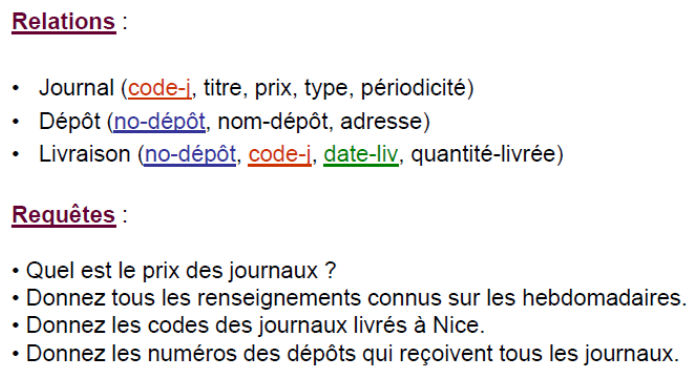 Relations :
• Journal (code-j, titre, prix, type, périodicité)
• Dépôt (no-dépôt, nom-dépôt, adresse)
• Livraison (no-dépôt, code-j, date-liv, quantité-livrée)
Requêtes :
• Quel est le prix des journaux ?
• Donnez tous les renseignements connus sur les hebdomadaires.
• Donnez les codes des journaux livrés à Nice.
• Donnez les numéros des dépôts qui reçoivent tous les journaux.